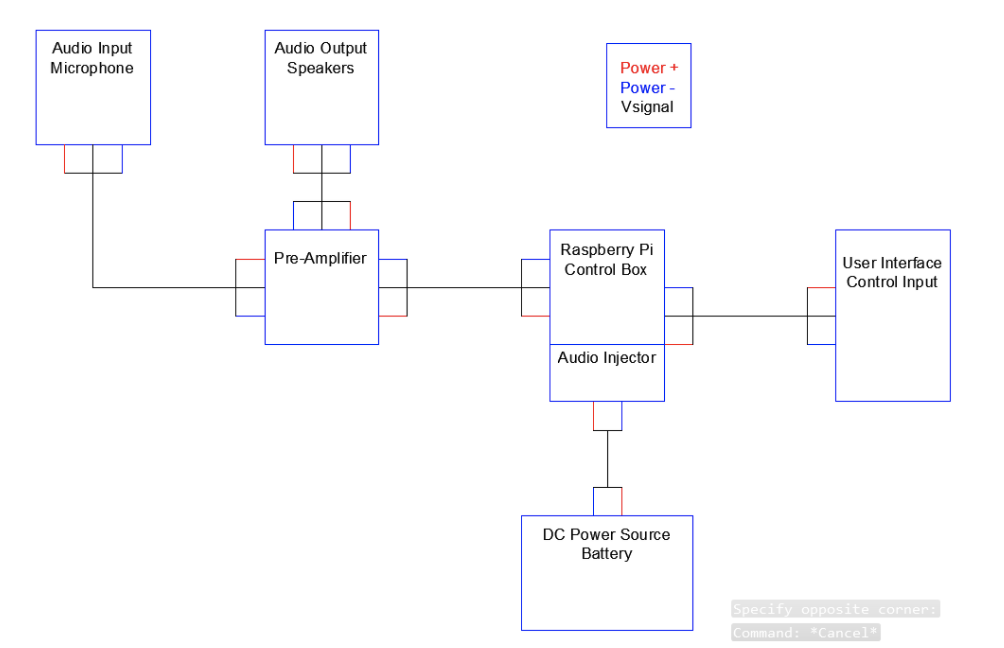 Audio Input
Microphone
Audio Output
Speakers
Power +
Power -
Vsignal
Pre-Amplifier
Raspberry Pi
Control Box
Audio Injector
User Interface
Control Input
DC Power Source
Battery
Specify opposite corner:
Command: *Cancel*